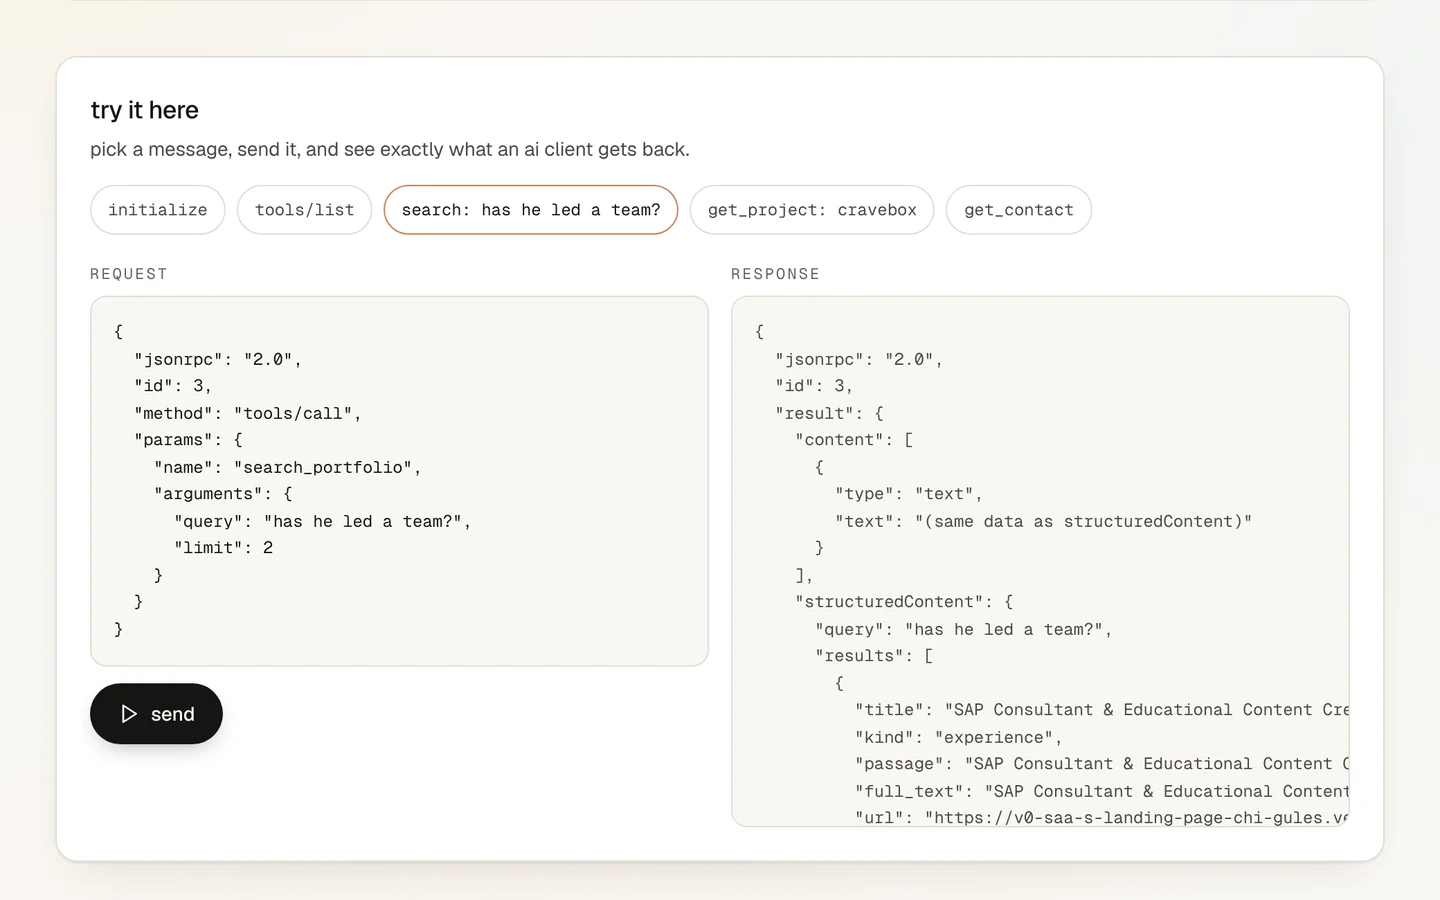 try it here
pick a message, send it, and see exactly what an ai client gets back.
initialize
tools/list
search: has he led a team?
get_project: cravebox
get_contact
REQUEST
{
  "jsonrpc": "2.0",
  "id": 3,
  "method": "tools/call",
  "params": {
    "name": "search_portfolio",
    "arguments": {
      "query": "has he led a team?",
      "limit": 2
    }
  }
}
send
RESPONSE
{
  "jsonrpc": "2.0",
  "id": 3,
  "result": {
    "content": [
      {
        "type": "text",
        "text": "(same data as structuredContent)"
      }
    ],
    "structuredContent": {
      "query": "has he led a team?",
      "results": [
        {
          "title": "SAP Consultant & Educational Content Cre
          "kind": "experience",
          "passage": "SAP Consultant & Educational Content
          "full_text": "SAP Consultant & Educational Content
          "url": "https://v0-saa-s-landing-page-chi-gules.ve